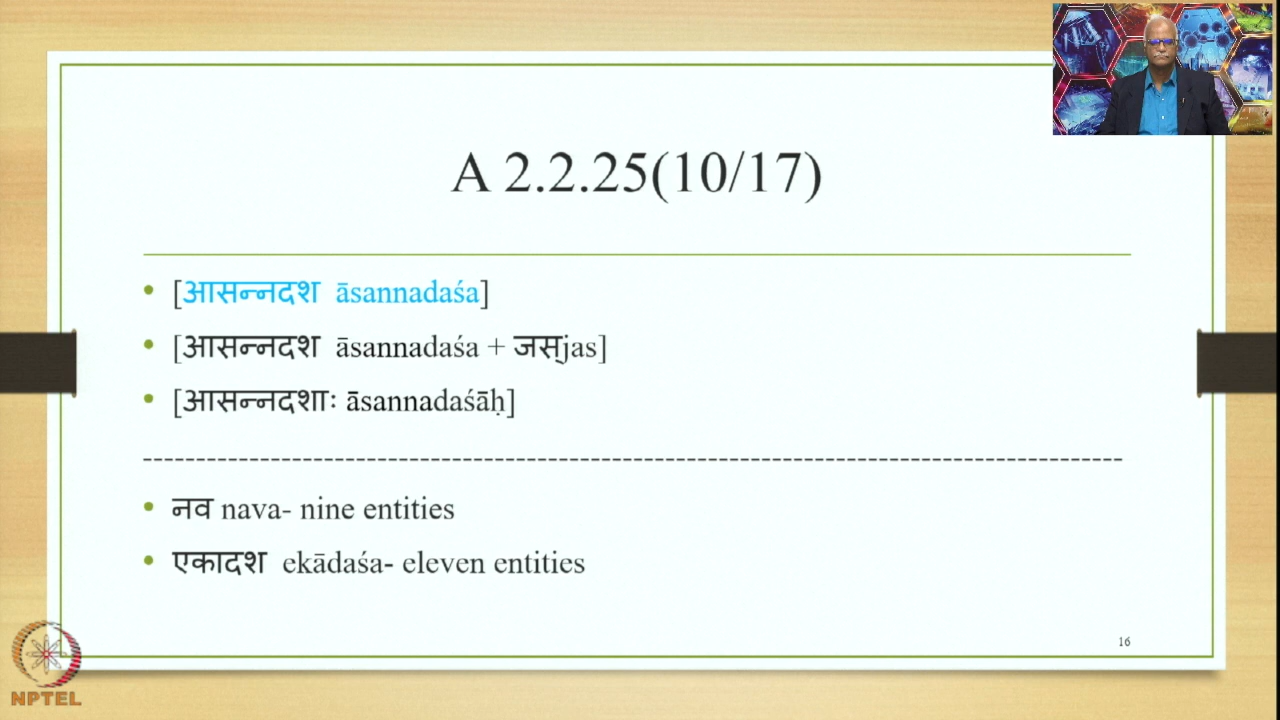 A 2.2.25(10/17)
[आसन्नदश āsannadaśa]
[आसन्नदश āsannadaśa + जस्jas]
[आसन्नदशाः āsannadaśāḥ]
-----------------------------------------------------------------------------------------------
नव nava- nine entities
एकादश ekādaśa- eleven entities
16
NPTEL